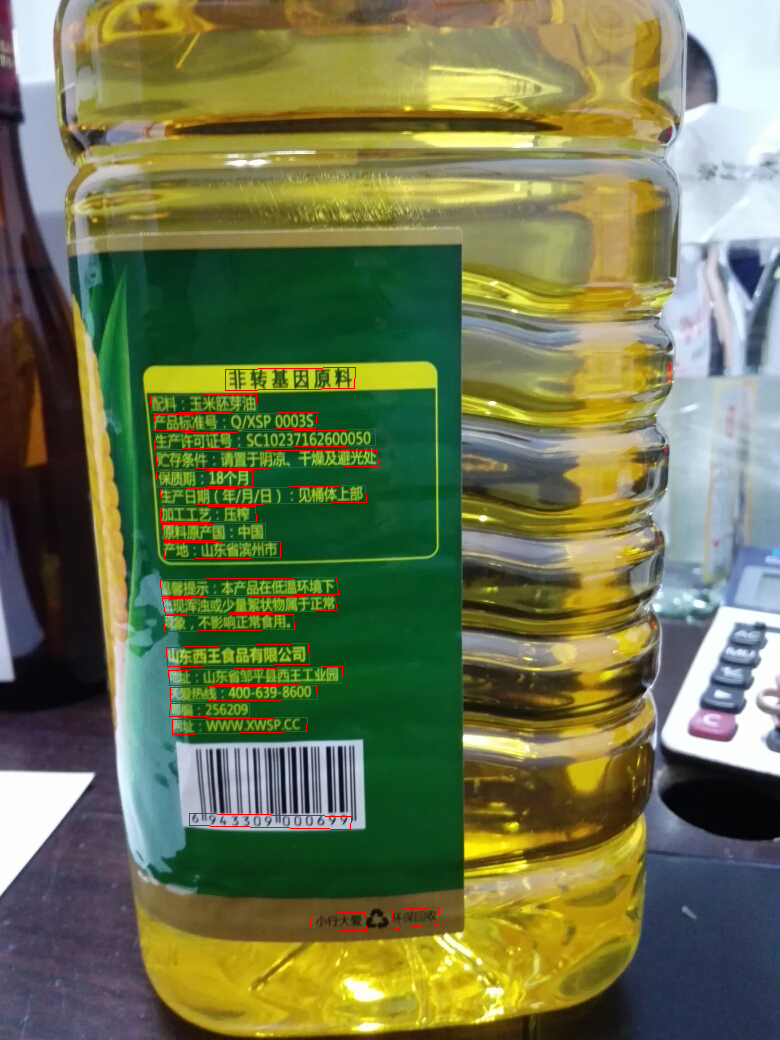 非转基因原料
配料：玉米胚芽油
产品标准号：Q/XSP 0003S
生产许可证号：SC10237162600050
贮存条件：请置于阴凉、干燥及避光处
保质期：18个月
生产日期（年/月/日）：见桶体上部
加工工艺：压榨
原料原产国：中国
产地：山东省滨州市
温馨提示：本产品在低温环境下
出现浑浊或少量絮状物属于正常
现象，不影响正常食用。
山东西王食品有限公司
地址：山东省邹平县西王工业园
关爱热线：400-639-8600
邮编：256209
网址：WWW.XWSP.CC
6 943309 000699
小行大爱 环保回收
AC
MU
C